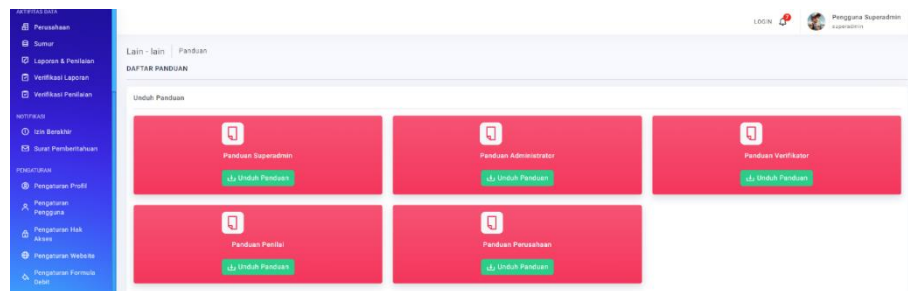 AKTIFITAS DATA
Perusahaan
Sumur
Laporan & Penilaian
Verifikasi Laporan
Verifikasi Penilaian
NOTIFIKASI
Izin Berakhir
Surat Pemberitahuan
PENGATURAN
Pengaturan Profil
Pengaturan
Pengguna
Pengaturan Hak
Akses
Pengaturan Website
Pengaturan Formula
Debit
LOGIN
Pengguna Superadmin
superadmin
Lain - lain
Panduan
DAFTAR PANDUAN
Unduh Panduan
Panduan Superadmin
Unduh Panduan
Panduan Administrator
Unduh Panduan
Panduan Verifikator
Unduh Panduan
Panduan Penilai
Unduh Panduan
Panduan Perusahaan
Unduh Panduan